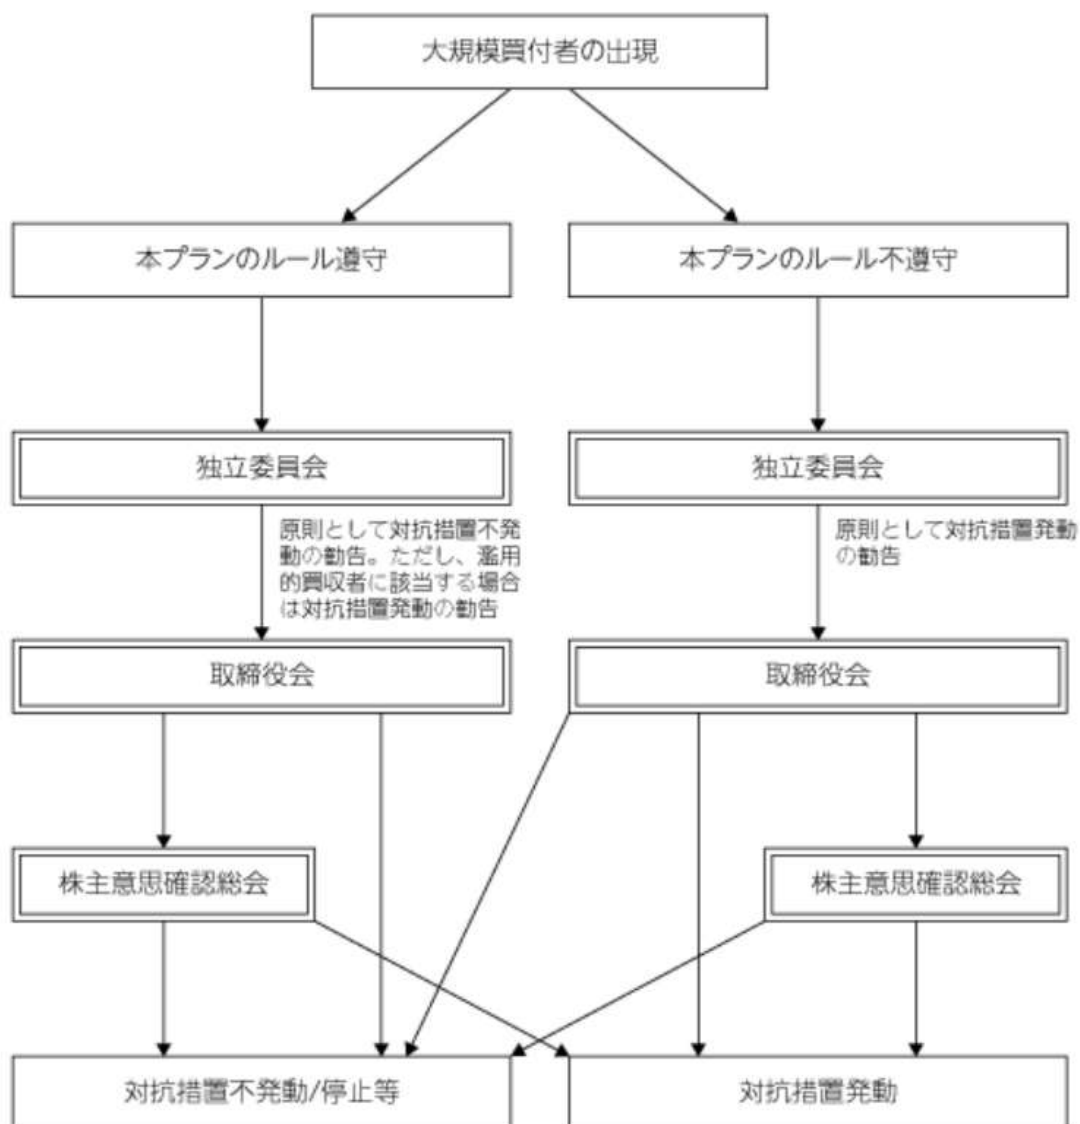 大規模買付者の出現
本プランのルール遵守
本プランのルール不遵守
独立委員会
独立委員会
原則として対抗措置不発
動の勧告。ただし、濫用
的買収者に該当する場合
は対抗措置発動の勧告
原則として対抗措置発動
の勧告
取締役会
取締役会
株主意思確認総会
株主意思確認総会
対抗措置不発動/停止等
対抗措置発動